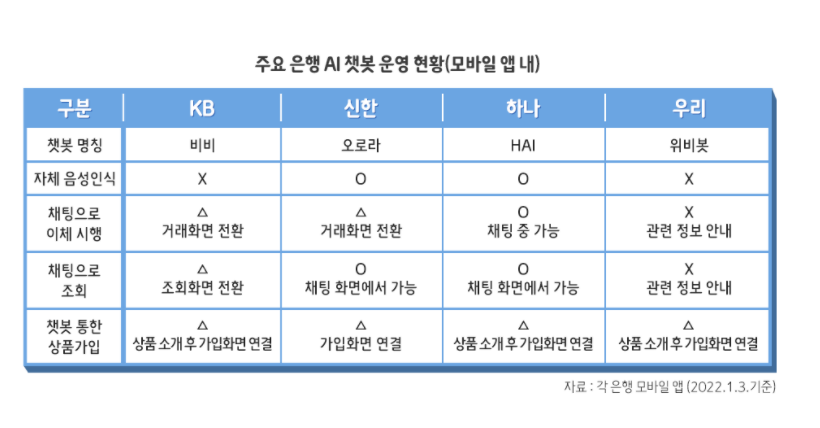 주요 은행 AI 챗봇 운영 현황(모바일 앱 내)
구분 KB 신한 하나 우리
챗봇 명칭 비비 오로라 HAI 위비봇
자체 음성인식 X O O X
채팅으로 이체 시행 △ 거래화면 전환 △ 거래화면 전환 O 채팅 중 가능 X 관련 정보 안내
채팅으로 조회 △ 조회화면 전환 O 채팅 화면에서 가능 O 채팅 화면에서 가능 X 관련 정보 안내
챗봇 통한 상품가입 △ 상품 소개 후 가입화면 연결 △ 가입화면 연결 △ 상품 소개 후 가입화면 연결 △ 상품 소개 후 가입화면 연결
자료 : 각 은행 모바일 앱 (2022.1.3.기준)